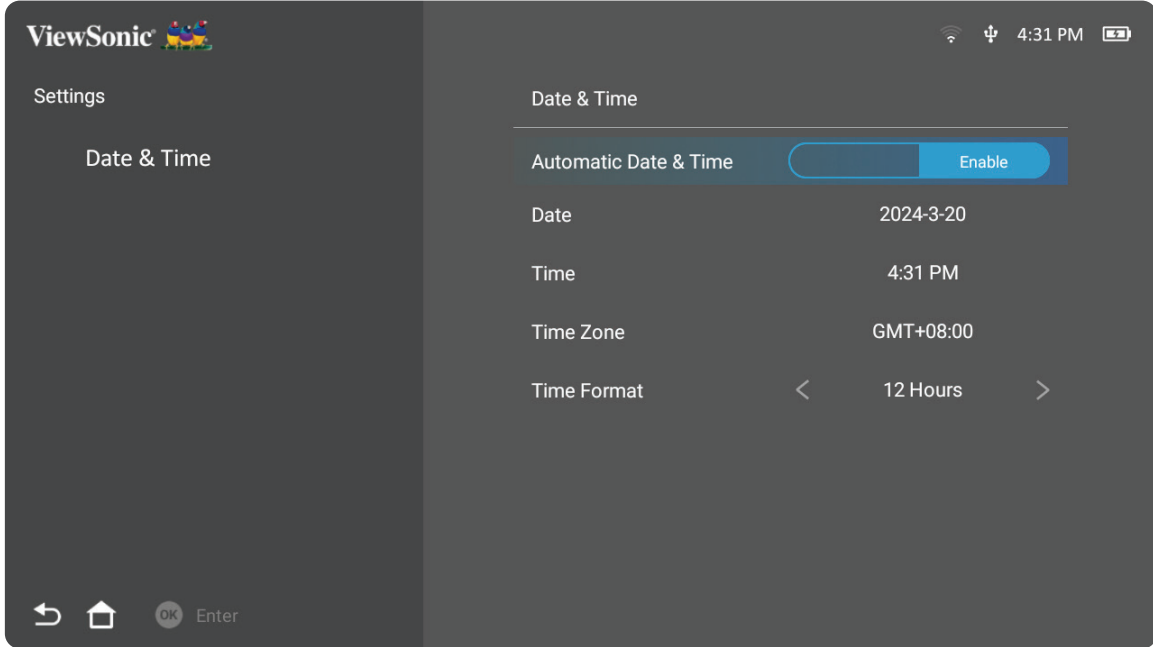 ViewSonic®
4:31 PM
Settings
Date & Time
Date & Time
Automatic Date & Time Enable
Date 2024-3-20
Time 4:31 PM
Time Zone GMT+08:00
Time Format < 12 Hours >
OK Enter